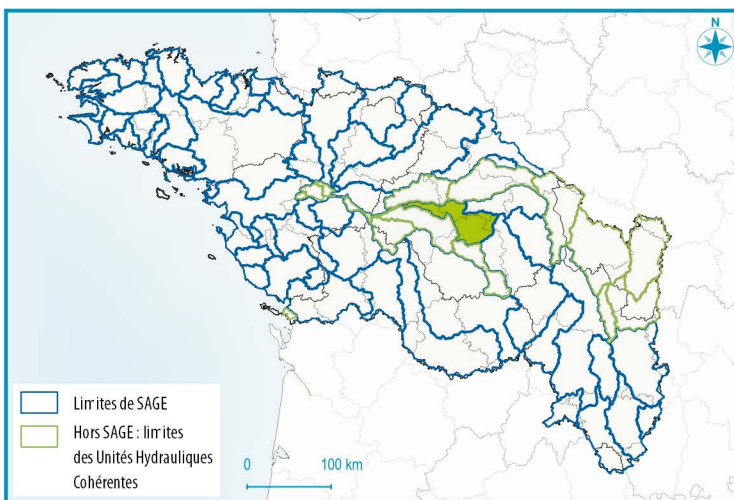 N
Limites de SAGE
Hors SAGE : limites
des Unités Hydrauliques
Cohérentes
0 100 km